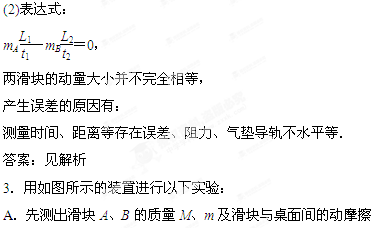 (2)表达式:
m_A L₁/t₁ - m_B L₂/t₂ = 0,
两滑块的动量大小并不完全相等,
产生误差的原因有:
测量时间、距离等存在误差、阻力、气垫导轨不水平等.
答案: 见解析
3. 用如图所示的装置进行以下实验:
A. 先测出滑块 A、B 的质量 M、m 及滑块与桌面间的动摩擦